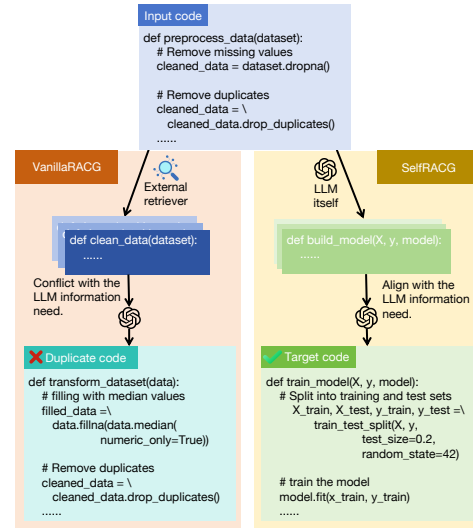 Input code
def preprocess_data(dataset):
# Remove missing values
cleaned_data = dataset.dropna()
# Remove duplicates
cleaned_data = \
cleaned_data.drop_duplicates()
......
VanillaRACG
External
retriever
def clean_data(dataset):
......
Conflict with the
LLM information
need.
Duplicate code
def transform_dataset(data):
# filling with median values
filled_data =\
data.fillna(data.median(
numeric_only=True))
# Remove duplicates
cleaned_data = \
cleaned_data.drop_duplicates()
......
SelfRACG
LLM
itself
def build_model(X, y, model):
......
Align with the
LLM information
need.
Target code
def train_model(X, y, model):
# Split into training and test sets
X_train, X_test, y_train, y_test =\
train_test_split(X, y,
test_size=0.2,
random_state=42)
# train the model
model.fit(x_train, y_train)
......